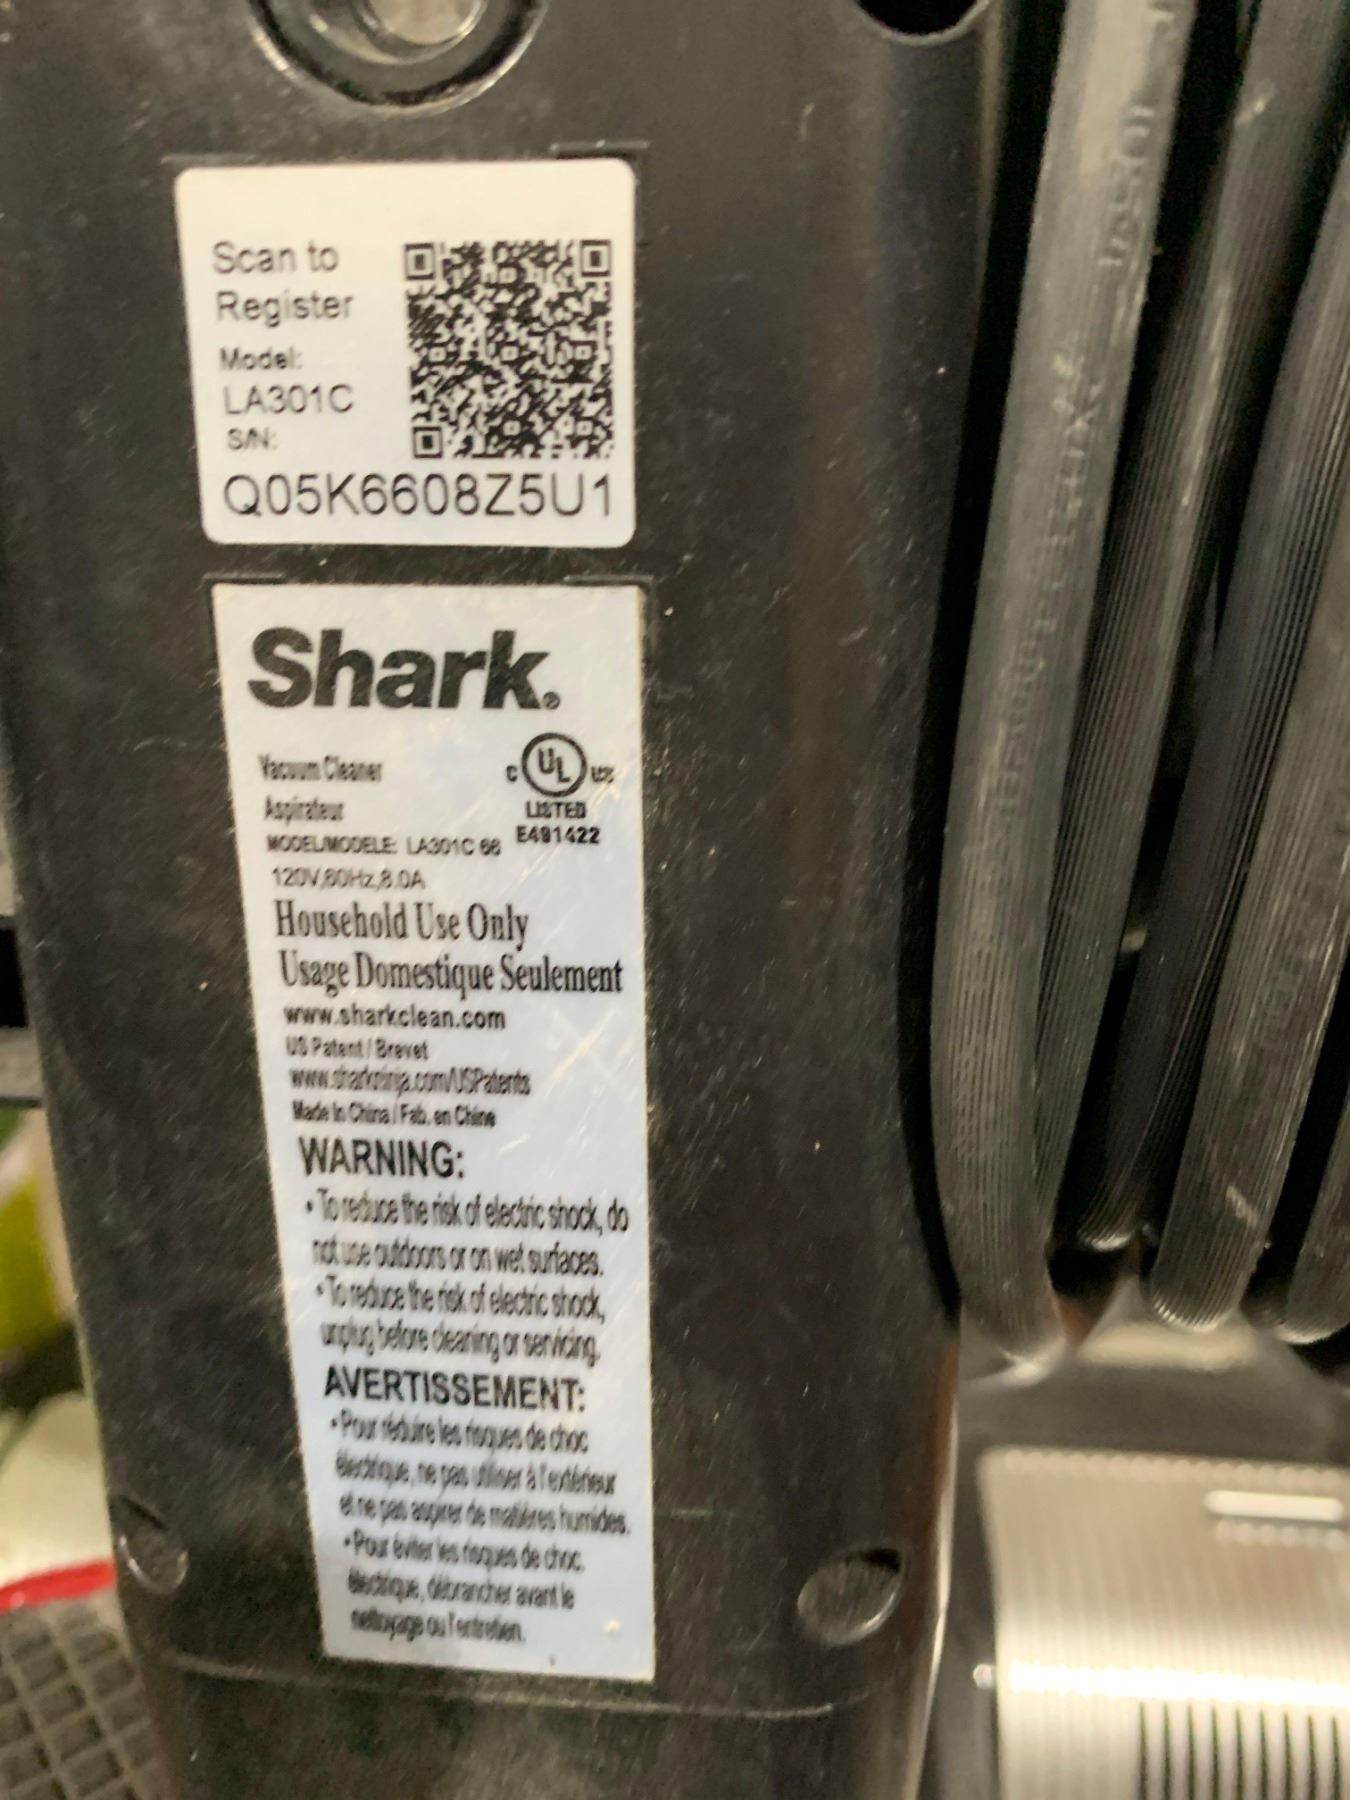 Scan to
Register
Model:
LA301C
S/N:
Q05K6608Z5U1
Shark®
Vacuum Cleaner
Aspirateur
C UL US
LISTED
E491422
MODEL/MODELE: LA301C 66
120V,60Hz,8.0A
Household Use Only
Usage Domestique Seulement
www.sharkclean.com
US Patent / Brevet
www.sharkninja.com/USPatents
Made In China / Fab. en Chine
WARNING:
• To reduce the risk of electric shock, do
not use outdoors or on wet surfaces.
• To reduce the risk of electric shock,
unplug before cleaning or servicing.
AVERTISSEMENT:
• Pour réduire les risques de choc
électrique, ne pas utiliser à l'extérieur
et ne pas aspirer de matières humides.
• Pour éviter les risques de choc.
électrique, débrancher avant le
nettoyage ou l'entretien.